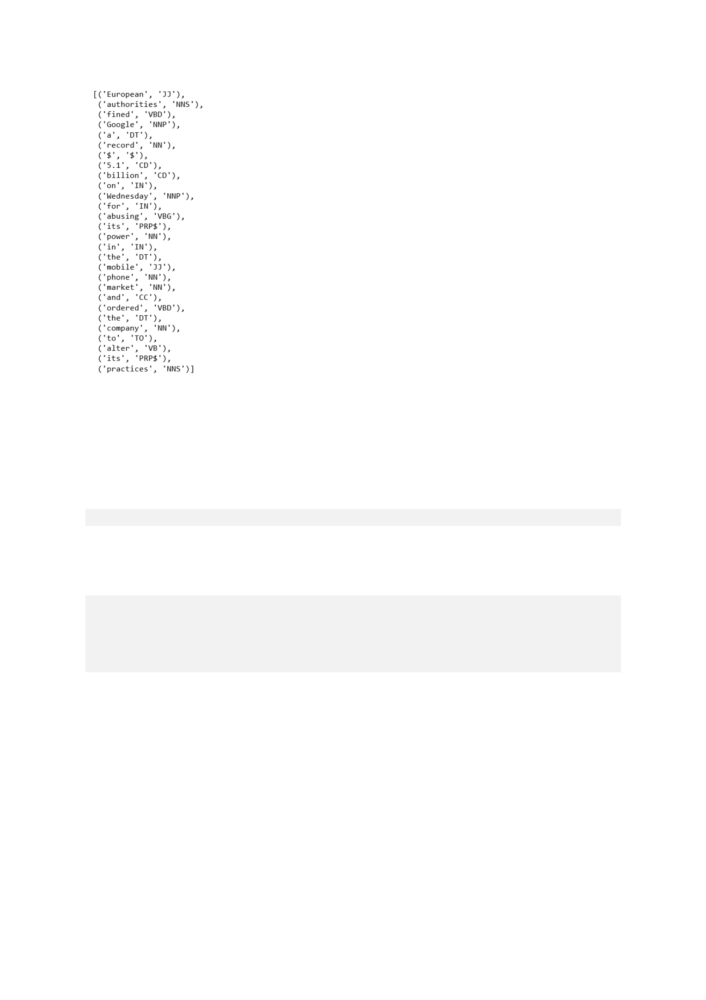 [('European', 'JJ'),
('authorities', 'NNS'),
('fined', 'VBD'),
('Google', 'NNP'),
('a', 'DT'),
('record', 'NN'),
('$', '$'),
('5.1', 'CD'),
('billion', 'CD'),
('on', 'IN'),
('Wednesday', 'NNP'),
('for', 'IN'),
('abusing', 'VBG'),
('its', 'PRP$'),
('power', 'NN'),
('in', 'IN'),
('the', 'DT'),
('mobile', 'JJ'),
('phone', 'NN'),
('market', 'NN'),
('and', 'CC'),
('ordered', 'VBD'),
('the', 'DT'),
('company', 'NN'),
('to', 'TO'),
('alter', 'VB'),
('its', 'PRP$'),
('practices', 'NNS')]